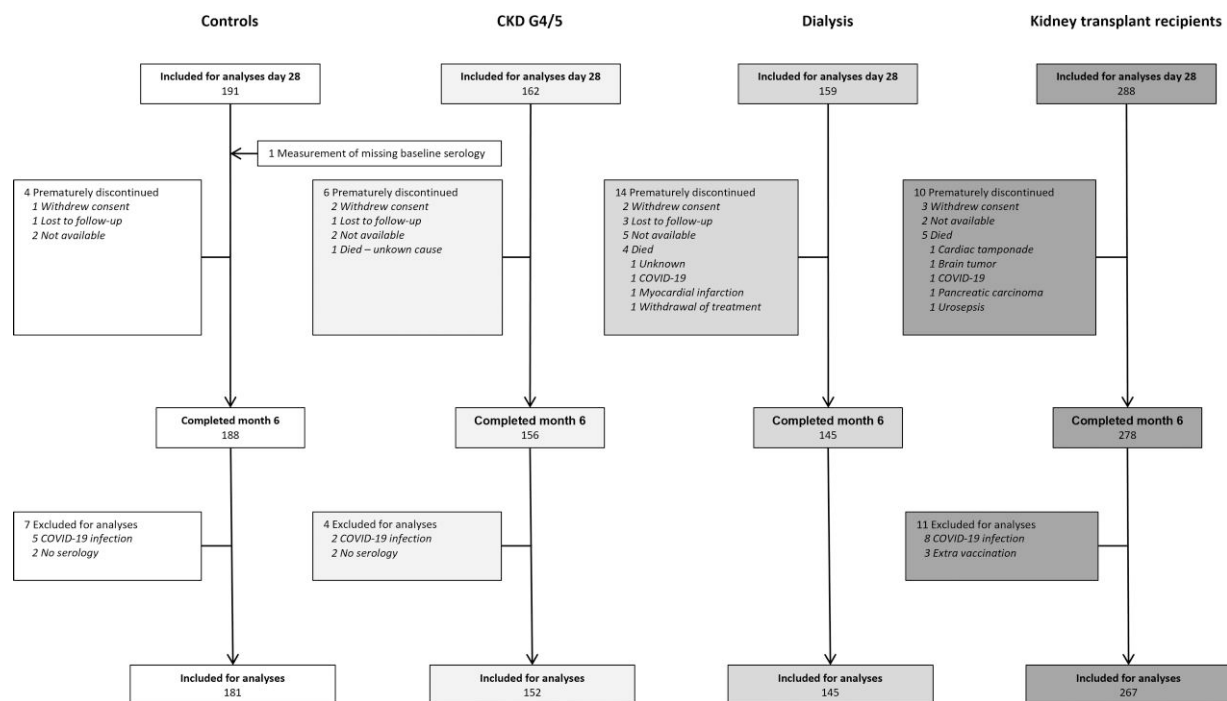 Controls
CKD G4/5
Dialysis
Kidney transplant recipients
Included for analyses day 28
191
Included for analyses day 28
162
Included for analyses day 28
159
Included for analyses day 28
288
1 Measurement of missing baseline serology
4 Prematurely discontinued
1 Withdrew consent
1 Lost to follow-up
2 Not available
6 Prematurely discontinued
2 Withdrew consent
1 Lost to follow-up
2 Not available
1 Died – unkown cause
14 Prematurely discontinued
2 Withdrew consent
3 Lost to follow-up
5 Not available
4 Died
1 Unknown
1 COVID-19
1 Myocardial infarction
1 Withdrawal of treatment
10 Prematurely discontinued
3 Withdrew consent
2 Not available
5 Died
1 Cardiac tamponade
1 Brain tumor
1 COVID-19
1 Pancreatic carcinoma
1 Urosepsis
Completed month 6
188
Completed month 6
156
Completed month 6
145
Completed month 6
278
7 Excluded for analyses
5 COVID-19 infection
2 No serology
4 Excluded for analyses
2 COVID-19 infection
2 No serology
11 Excluded for analyses
8 COVID-19 infection
3 Extra vaccination
Included for analyses
181
Included for analyses
152
Included for analyses
145
Included for analyses
267